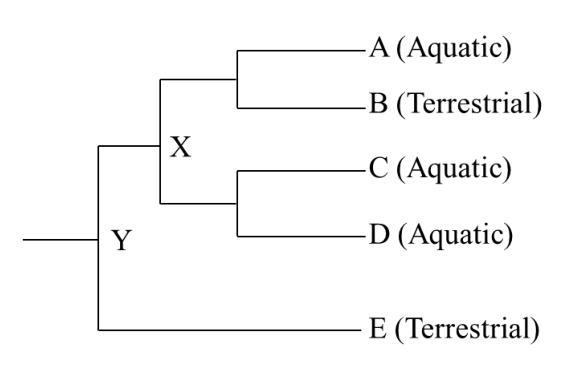 A (Aquatic)
B (Terrestrial)
X
C (Aquatic)
D (Aquatic)
Y
E (Terrestrial)